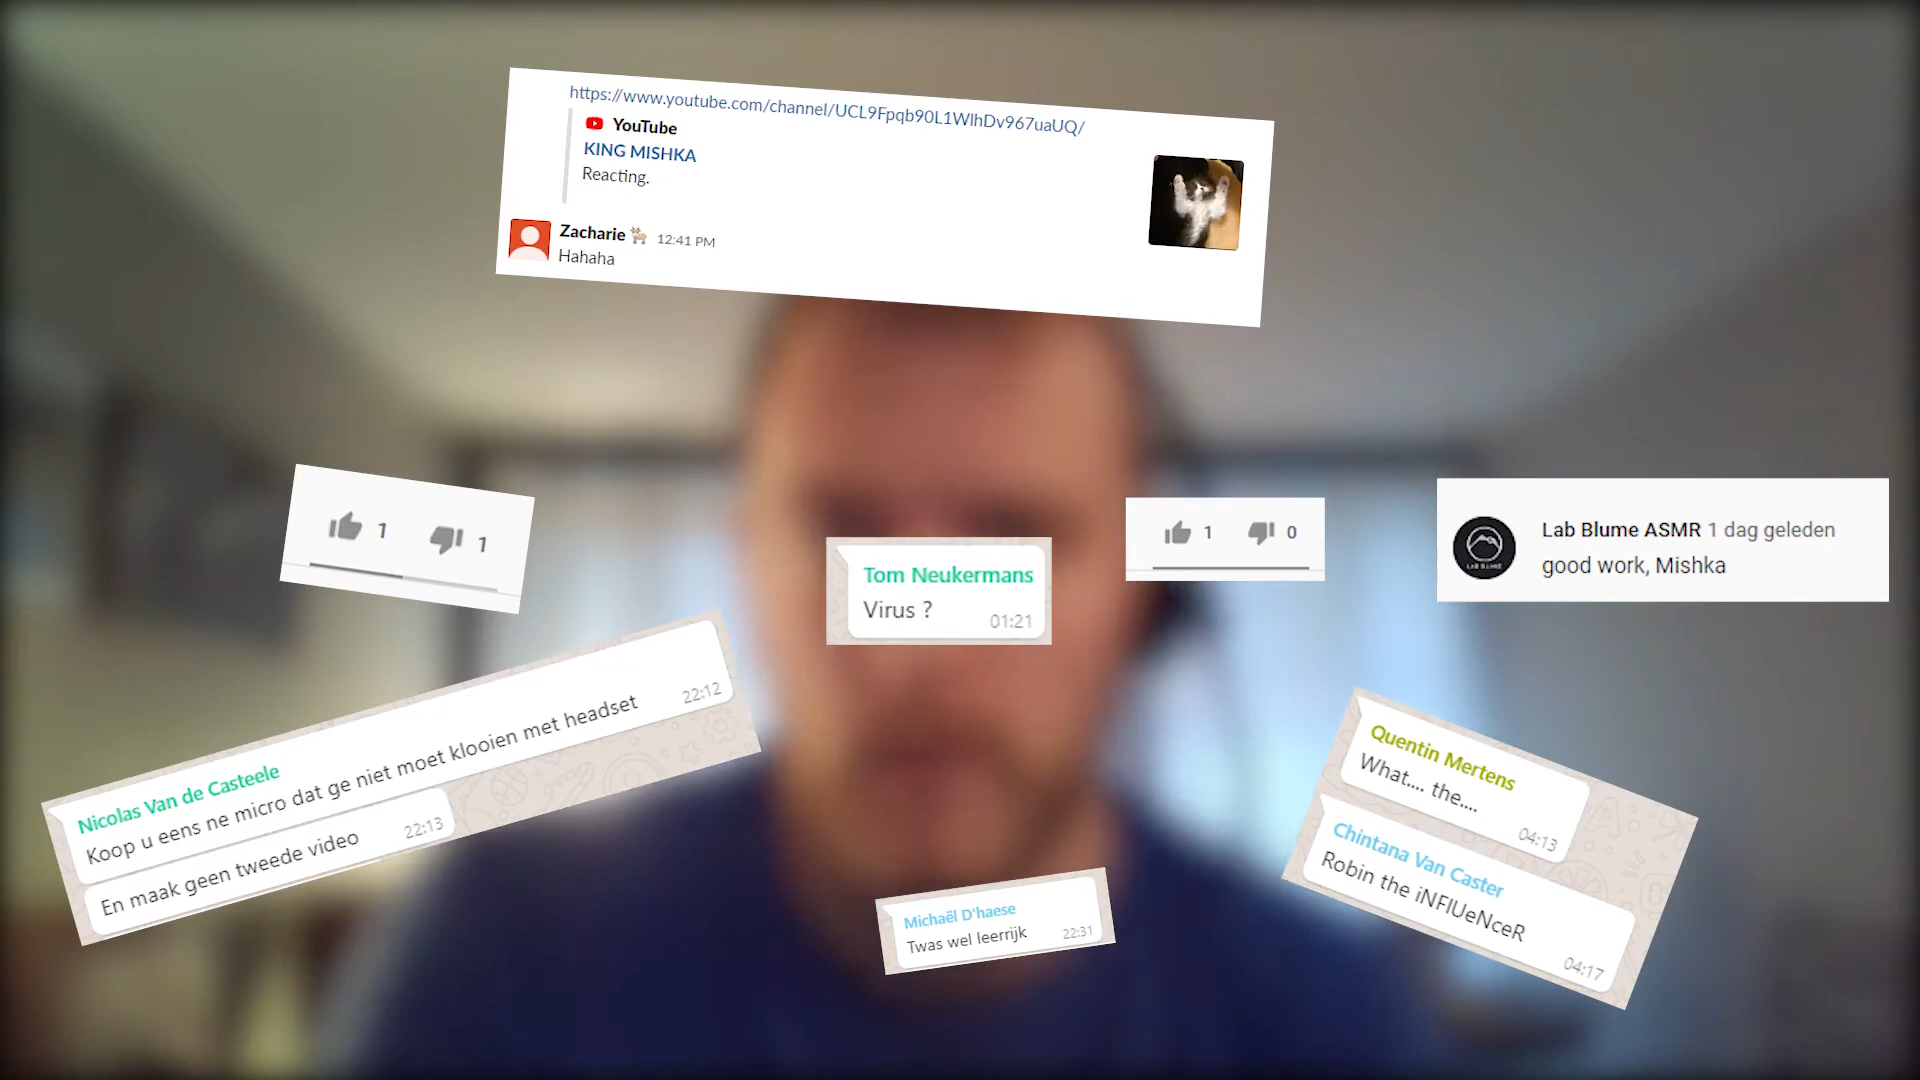 https://www.youtube.com/channel/UCL9Fpqb90L1WlhDv967uaUQ/
YouTube
KING MISHKA
Reacting.
Zacharie 12:41 PM
Hahaha
1 1
Tom Neukermans
Virus ?
01:21
1 0
Lab Blume ASMR 1 dag geleden
good work, Mishka
LAB BLUME
Nicolas Van de Casteele
Koop u eens ne micro dat ge niet moet klooien met headset 22:12
En maak geen tweede video 22:13
Michaël D'haese
Twas wel leerrijk 22:31
Quentin Mertens
What.... the....
04:13
Chintana Van Caster
Robin the iNFlUeNceR
04:17